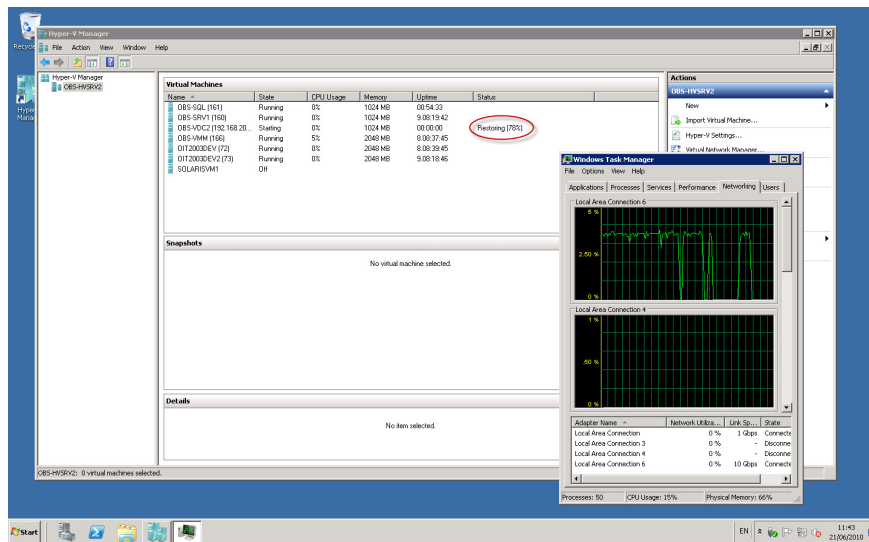 Recycle
Hyper-V Manager
File Action View Window Help
Hyper-V Manager
OBS-HVSRV2
Virtual Machines
Name State CPU Usage Memory Uptime Status
OBS-SQL (161) Running 0% 1024 MB 00:54:33
OBS-SRV1 (160) Running 0% 1024 MB 9.08:19:42
OBS-VDC2 (192.168.20... Starting 0% 1024 MB 00:00:00 Restoring (78%)
OBS-VMM (166) Running 5% 2048 MB 8.08:37:45
OIT2003DEV (72) Running 0% 2048 MB 8.08:39:45
OIT2003DEV2 (73) Running 0% 2048 MB 9.08:18:46
SOLARISVM1 Off
Snapshots
No virtual machine selected.
Details
No item selected.
OBS-HVSRV2: 0 virtual machines selected.
Actions
OBS-HVSRV2
New
Import Virtual Machine...
Hyper-V Settings...
Virtual Network Manager...
Windows Task Manager
File Options View Help
Applications Processes Services Performance Networking Users
Local Area Connection 6
5 %
2.50 %
0 %
Local Area Connection 4
1 %
.50 %
0 %
Adapter Name Network Utiliza... Link Sp... State
Local Area Connection 0 % 1 Gbps Connecte
Local Area Connection 3 0 % - Disconne
Local Area Connection 4 0 % - Disconne
Local Area Connection 6 0 % 10 Gbps Connecte
Processes: 50 CPU Usage: 15% Physical Memory: 66%
Start
EN
11:43
21/06/2010